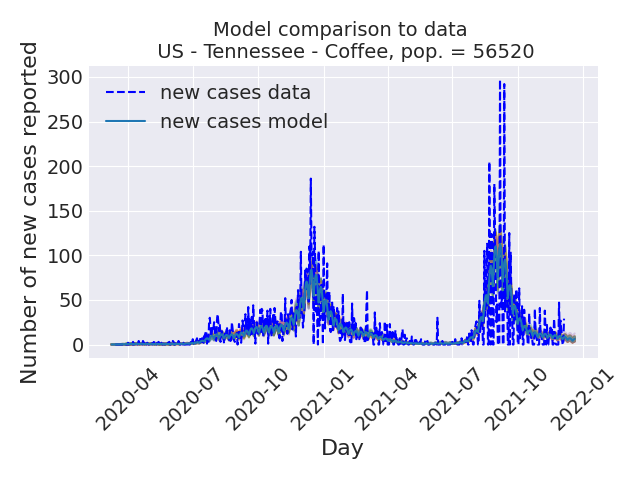 Model comparison to data
US - Tennessee - Coffee, pop. = 56520
Number of new cases reported
300
250
200
150
100
50
0
new cases data
new cases model
2020-04
2020-07
2020-10
2021-01
2021-04
2021-07
2021-10
2022-01
Day